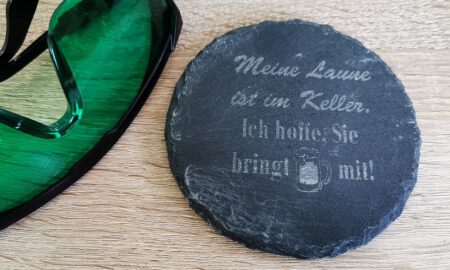 Meine Laune
ist im Keller.
Ich hoffe, Sie
bringt mit!